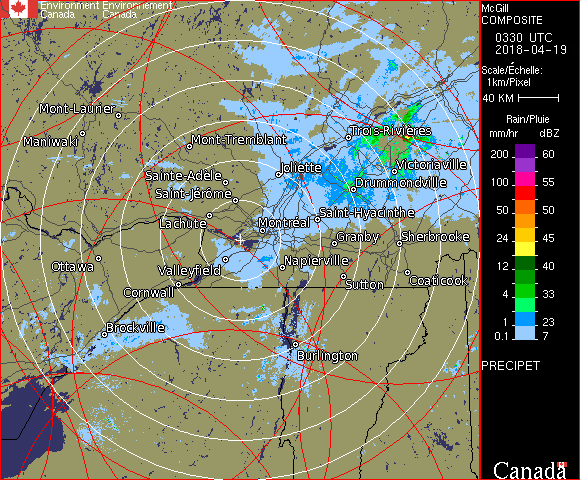 Environment Environnement
Canada Canada
McGill
COMPOSITE
0330 UTC
2018-04-19
Scale/Échelle:
1km/Pixel
40 KM
Rain/Pluie
mm/hr dBZ
200 60
100 55
50 50
24 45
12 40
4 33
1 23
0.1 7
PRECIPET
Canada
Mont-Laurier
Maniwaki
Mont-Tremblant
Trois-Rivières
Sainte-Adèle
Joliette
Victoriaville
Saint-Jérôme
Drummondville
Lachute
Montréal
Saint-Hyacinthe
Granby
Sherbrooke
Ottawa
Valleyfield
Napierville
Cornwall
Sutton
Coaticook
Brockville
Burlington